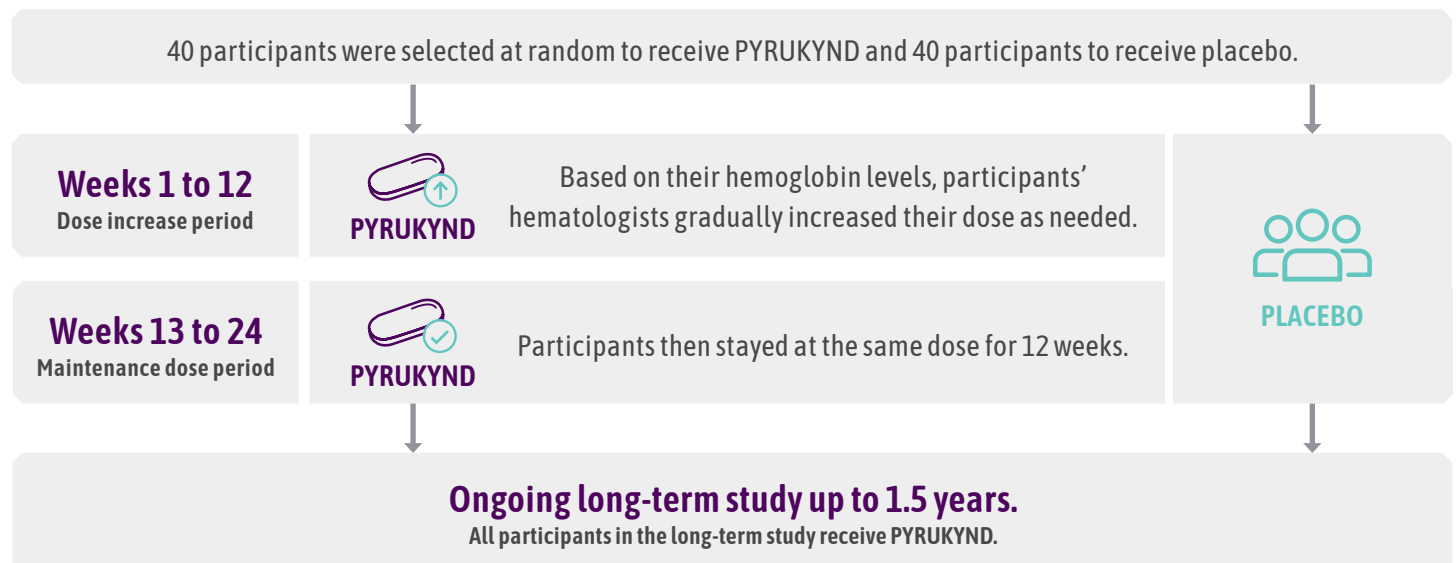 40 participants were selected at random to receive PYRUKYND and 40 participants to receive placebo.
Weeks 1 to 12
Dose increase period
PYRUKYND
Based on their hemoglobin levels, participants’
hematologists gradually increased their dose as needed.
Weeks 13 to 24
Maintenance dose period
PYRUKYND
Participants then stayed at the same dose for 12 weeks.
PLACEBO
Ongoing long-term study up to 1.5 years.
All participants in the long-term study receive PYRUKYND.